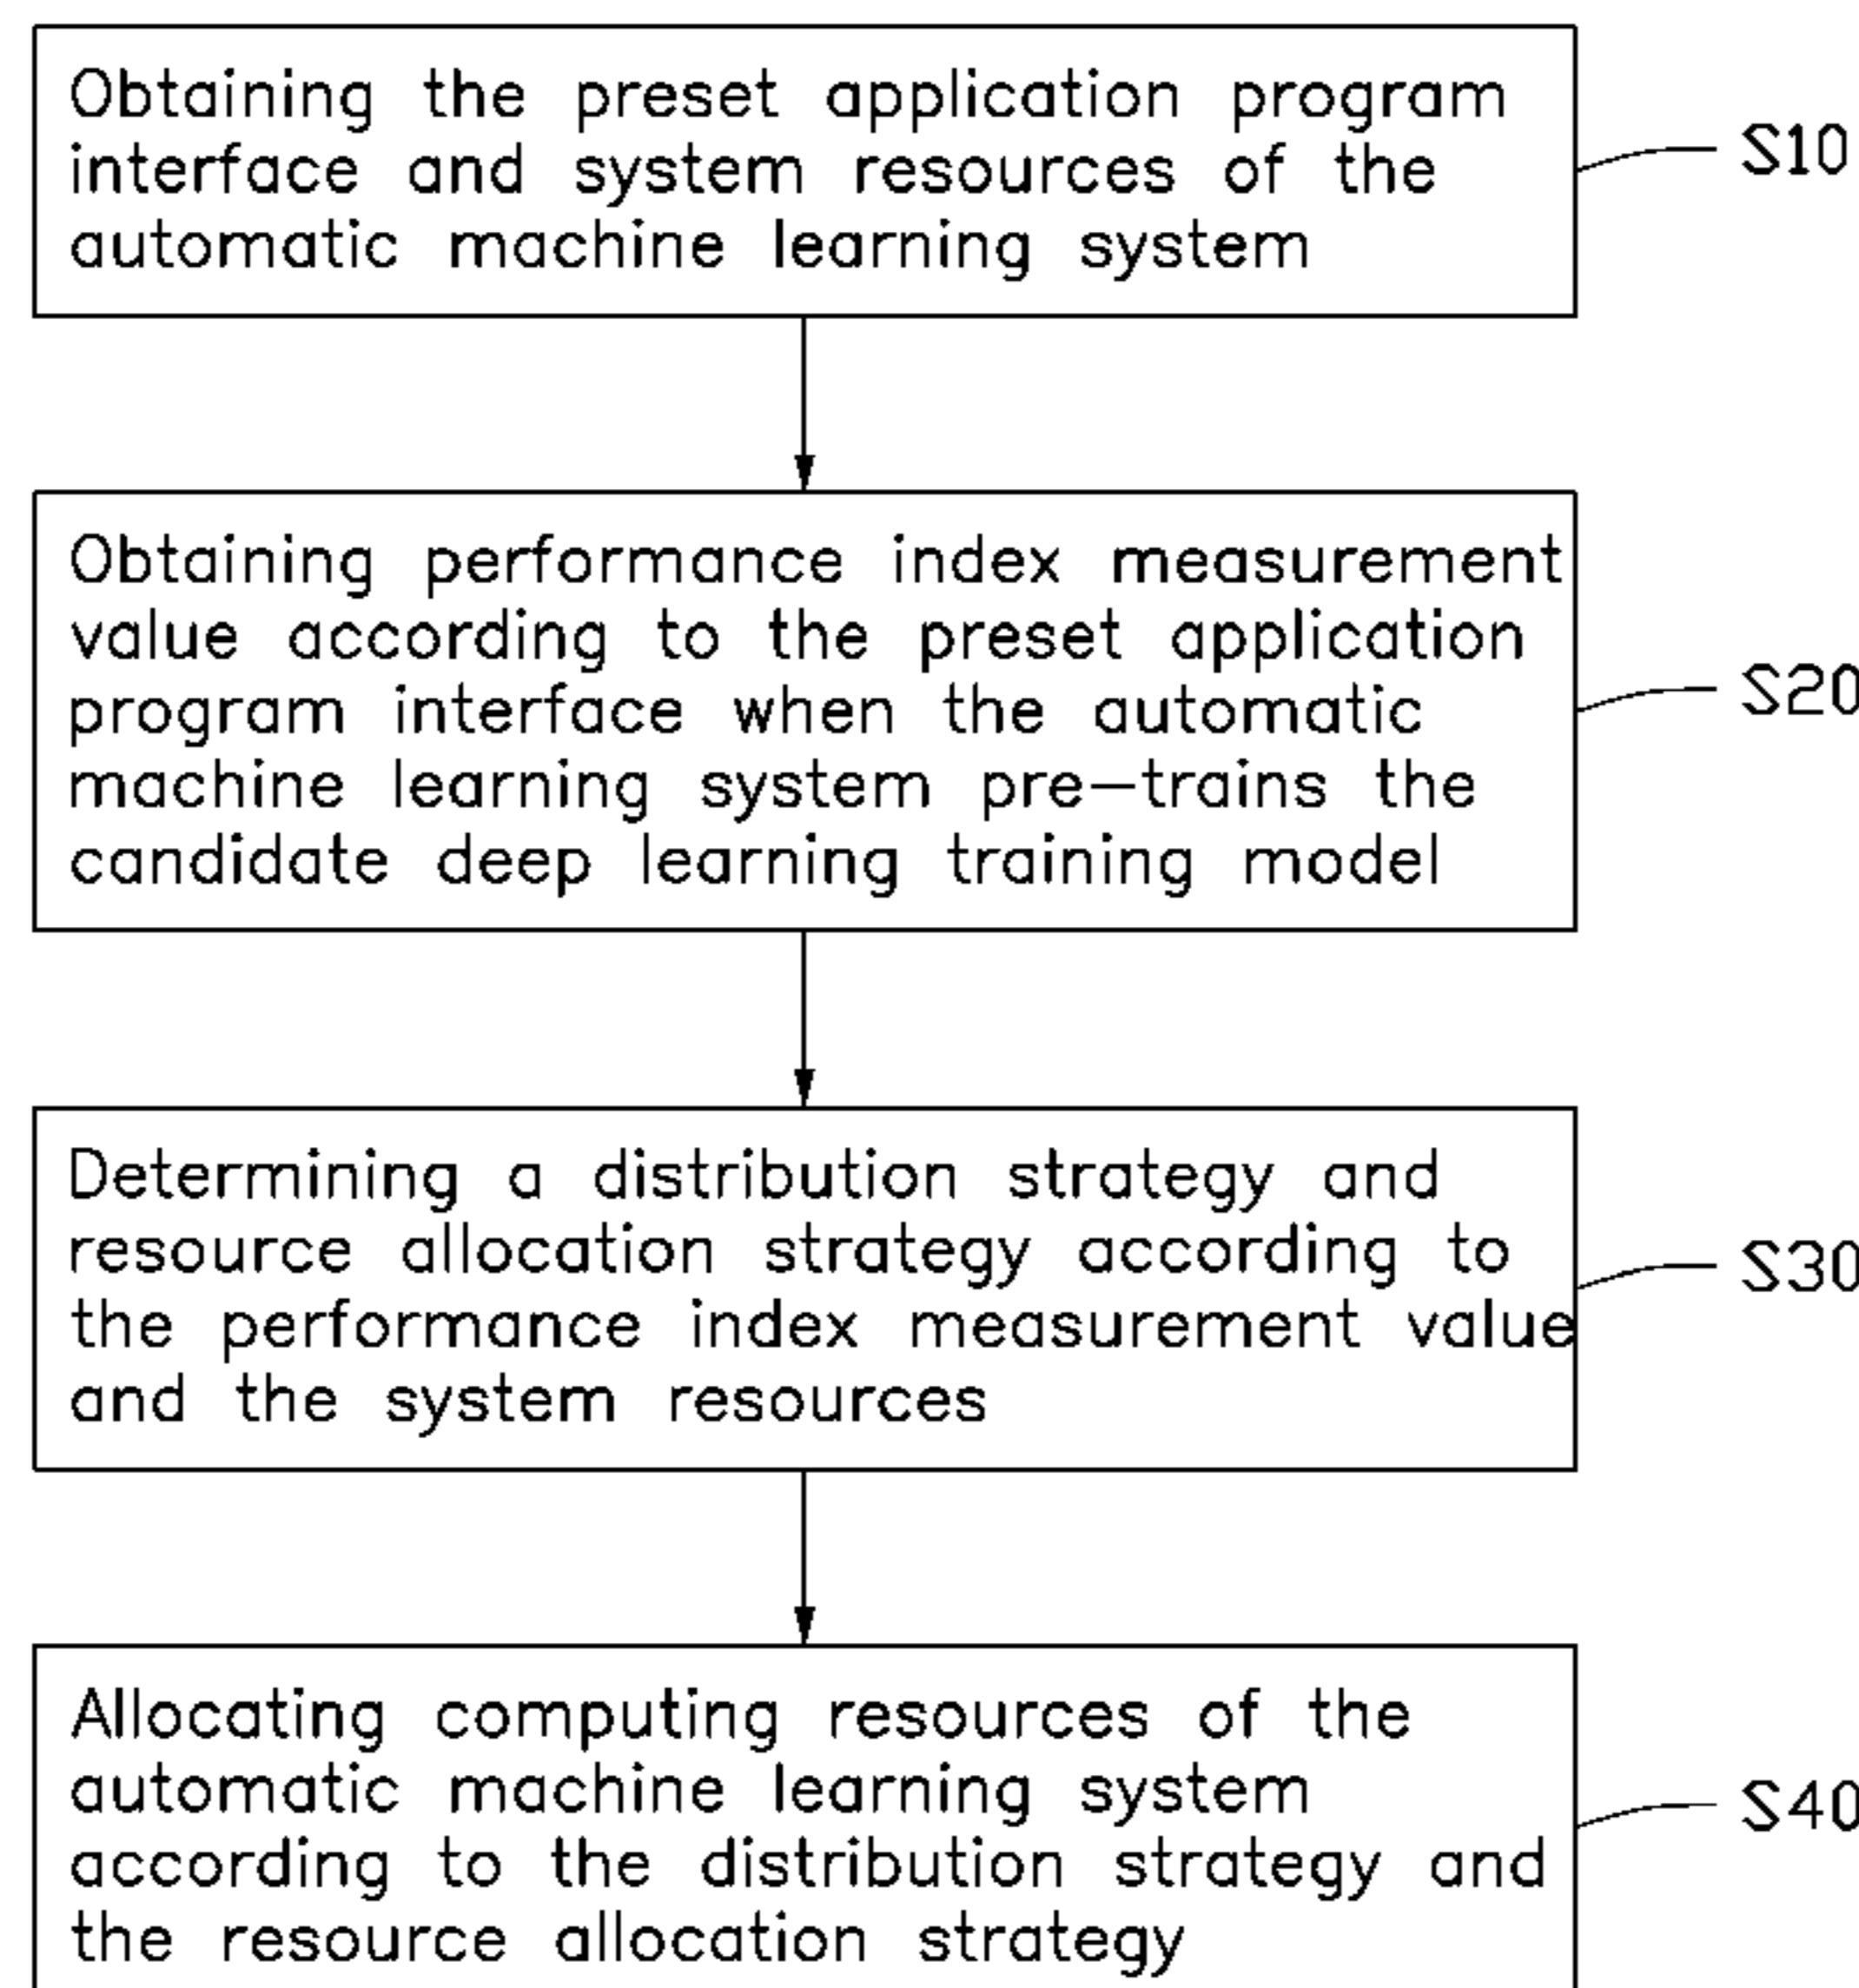 Obtaining the preset application program
interface and system resources of the
automatic machine learning system
S10
Obtaining performance index measurement
value according to the preset application
program interface when the automatic
machine learning system pre-trains the
candidate deep learning training model
S20
Determining a distribution strategy and
resource allocation strategy according to
the performance index measurement value
and the system resources
S30
Allocating computing resources of the
automatic machine learning system
according to the distribution strategy and
the resource allocation strategy
S40